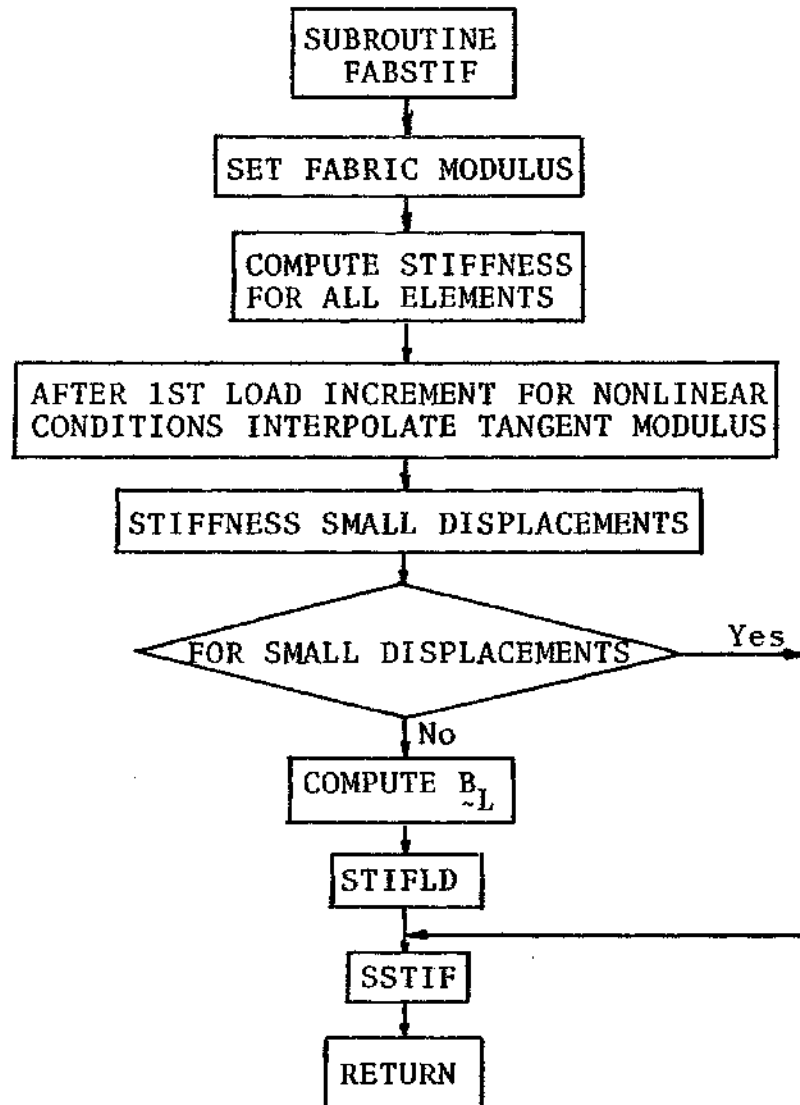 SUBROUTINE
FABSTIF
SET FABRIC MODULUS
COMPUTE STIFFNESS
FOR ALL ELEMENTS
AFTER 1ST LOAD INCREMENT FOR NONLINEAR
CONDITIONS INTERPOLATE TANGENT MODULUS
STIFFNESS SMALL DISPLACEMENTS
FOR SMALL DISPLACEMENTS
Yes
No
COMPUTE B~L
STIFLD
SSTIF
RETURN